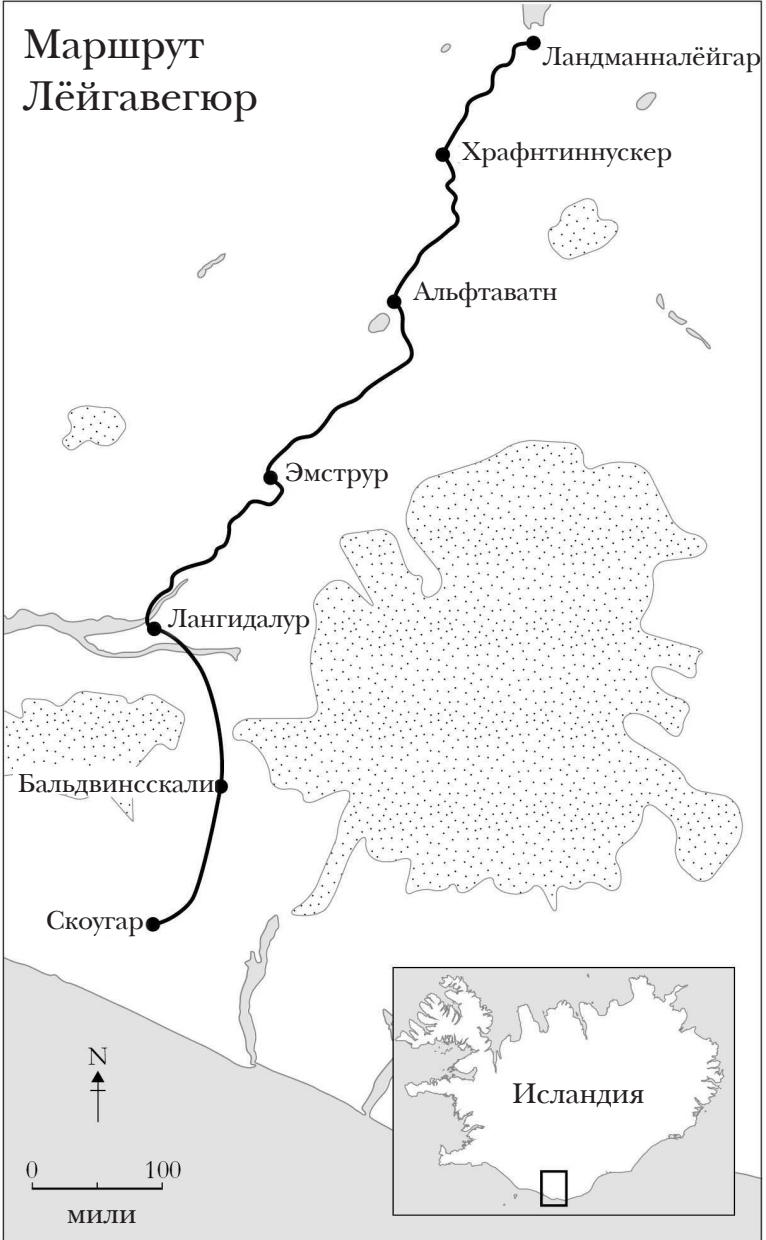 Маршрут
Лёйгавегюр
Ландманналёйгар
Храфнтиннускер
Альфтаватн
Эмструр
Лангидалур
Бальдвинсскали
Скоугар
N
0 100
мили
Исландия